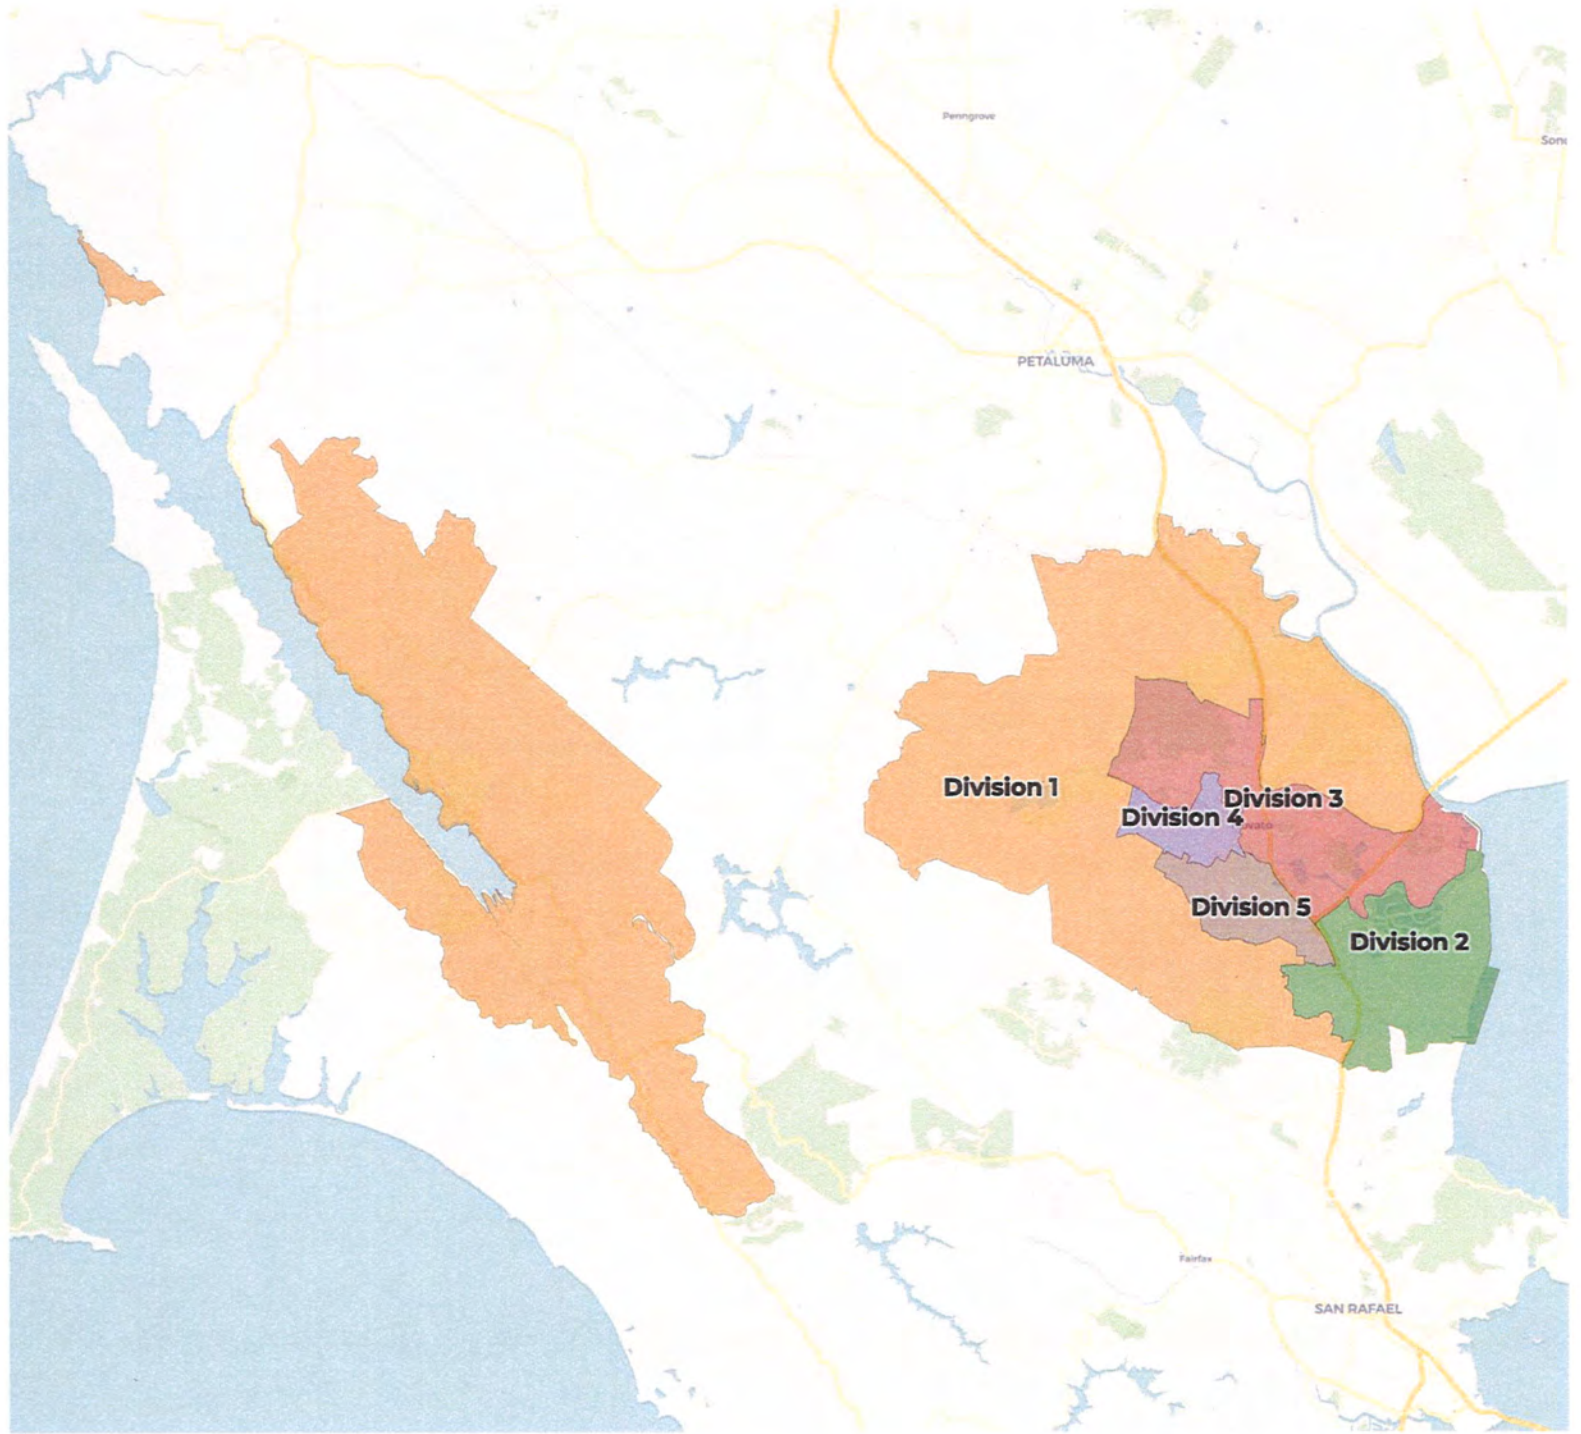 Penngrove
PETALUMA
Division 1
Division 3
Division 4
Division 5
Division 2
Fairfax
SAN RAFAEL